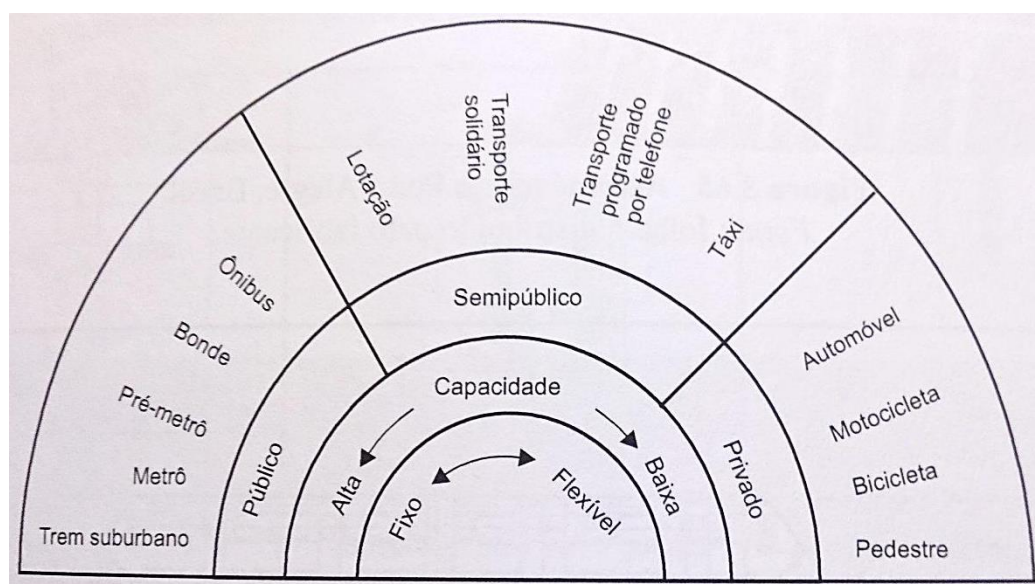 Transporte
solidário
Transporte
programado
por telefone
Lotação
Táxi
Ônibus
Bonde
Pré-metrô
Metrô
Trem suburbano
Semipúblico
Público
Privado
Capacidade
Alta
Baixa
Fixo
Flexível
Automóvel
Motocicleta
Bicicleta
Pedestre